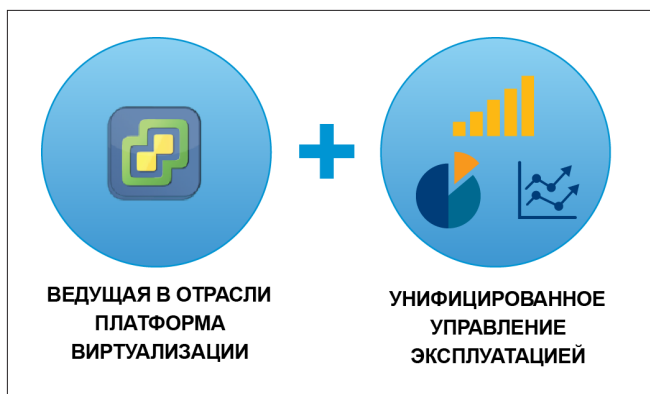 ВЕДУЩАЯ В ОТРАСЛИ
ПЛАТФОРМА
ВИРТУАЛИЗАЦИИ
УНИФИЦИРОВАННОЕ
УПРАВЛЕНИЕ
ЭКСПЛУАТАЦИЕЙ